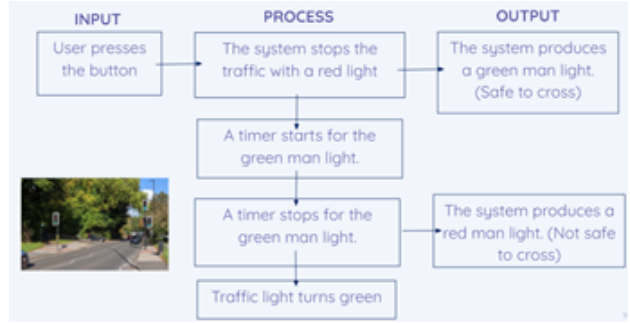 INPUT
PROCESS
OUTPUT
User presses
the button
The system stops the
traffic with a red light
The system produces
a green man light.
(Safe to cross)
A timer starts for the
green man light.
A timer stops for the
green man light.
The system produces a
red man light. (Not safe
to cross)
Traffic light turns green